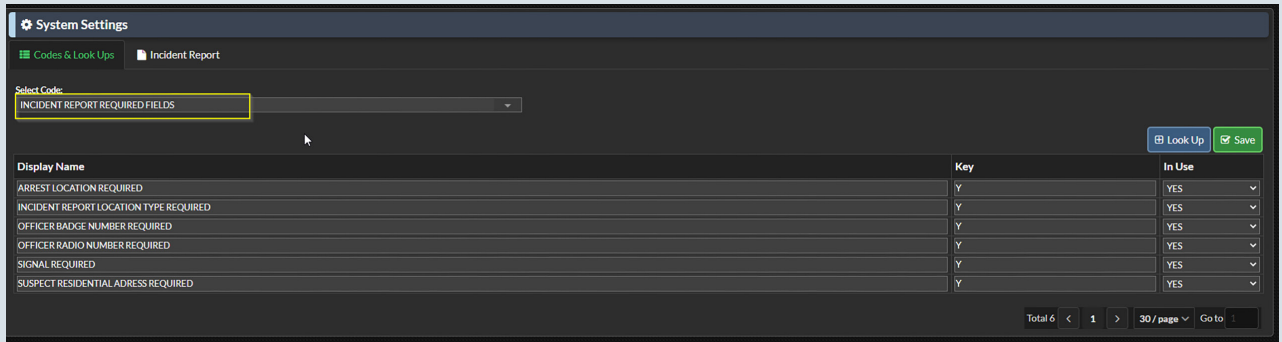 System Settings
Codes & Look Ups Incident Report
Select Code:
INCIDENT REPORT REQUIRED FIELDS
Look Up Save
Display Name Key In Use
ARREST LOCATION REQUIRED Y YES
INCIDENT REPORT LOCATION TYPE REQUIRED Y YES
OFFICER BADGE NUMBER REQUIRED Y YES
OFFICER RADIO NUMBER REQUIRED Y YES
SIGNAL REQUIRED Y YES
SUSPECT RESIDENTIAL ADRESS REQUIRED Y YES
Total 6 < 1 > 30 / page Go to 1